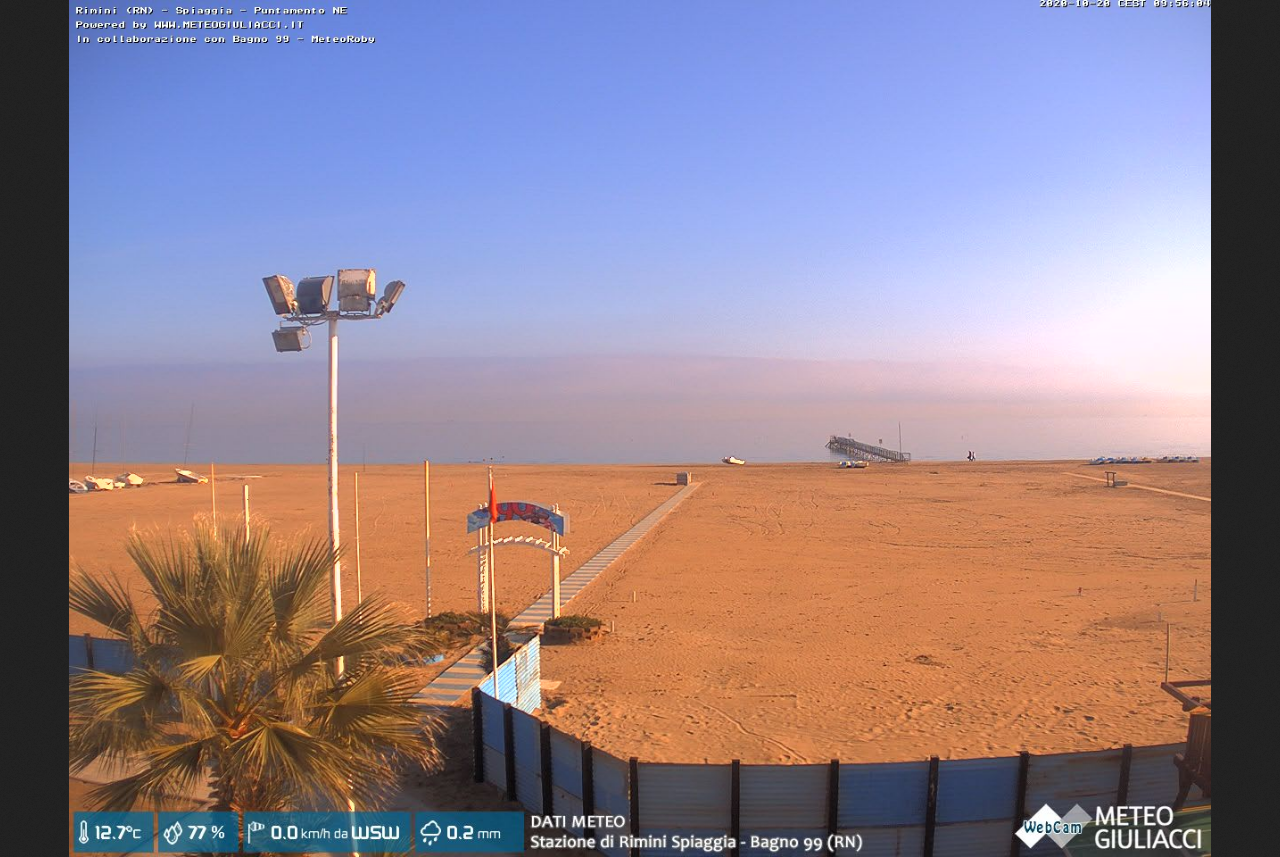 Rimini (RN) - Spiaggia - Puntamento NE
Powered by WWW.METEOGIULIACCI.IT
In collaborazione con Bagno 99 - MeteoRoby
2020-10-20 CEST 09:56:04
12.7°C
77 %
0.0 km/h da WSW
0.2 mm
DATI METEO
Stazione di Rimini Spiaggia - Bagno 99 (RN)
WebCam
METEO
GIULIACCI